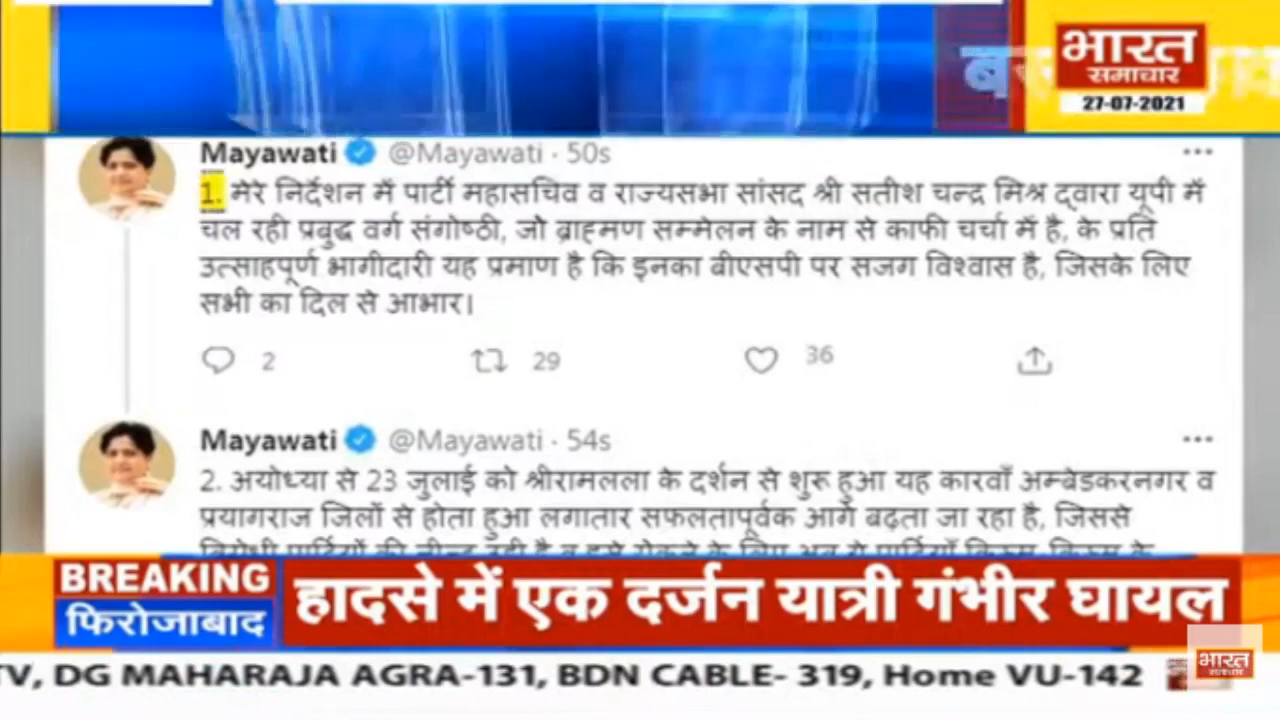 भारत
समाचार
27-07-2021
Mayawati @Mayawati · 50s
1. मेरे निर्देशन में पार्टी महासचिव व राज्यसभा सांसद श्री सतीश चन्द्र मिश्र द्वारा यूपी में
चल रही प्रबुद्ध वर्ग संगोष्ठी, जो ब्राह्मण सम्मेलन के नाम से काफी चर्चा में है, के प्रति
उत्साहपूर्ण भागीदारी यह प्रमाण है कि इनका बीएसपी पर सजग विश्वास है, जिसके लिए
सभी का दिल से आभार।
2 29 36
Mayawati @Mayawati · 54s
2. अयोध्या से 23 जुलाई को श्रीरामलला के दर्शन से शुरू हुआ यह कारवाँ अम्बेडकरनगर व
प्रयागराज जिलों से होता हुआ लगातार सफलतापूर्वक आगे बढ़ता जा रहा है, जिससे
BREAKING
फिरोजाबाद
हादसे में एक दर्जन यात्री गंभीर घायल
TV, DG MAHARAJA AGRA-131, BDN CABLE- 319, Home VU-142
भारत
समाचार